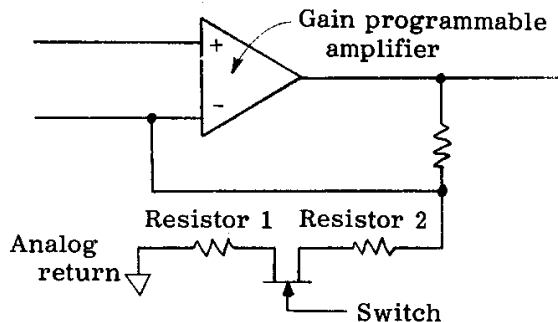 Gain programmable
amplifier
+
-
Resistor 1
Resistor 2
Analog
return
Switch